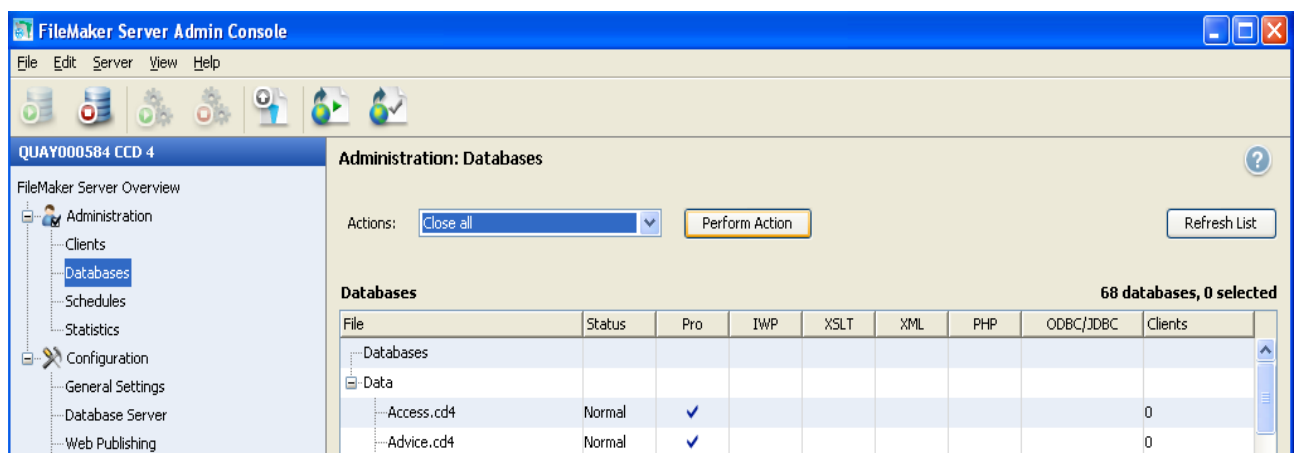 FileMaker Server Admin Console
File Edit Server View Help
QUAY000584 CCD 4
FileMaker Server Overview
Administration
Clients
Databases
Schedules
Statistics
Configuration
General Settings
Database Server
Web Publishing
Administration: Databases
?
Actions: Close all Perform Action Refresh List
Databases 68 databases, 0 selected
File Status Pro IWP XSLT XML PHP ODBC/JDBC Clients
Databases
Data
Access.cd4 Normal 0
Advice.cd4 Normal 0